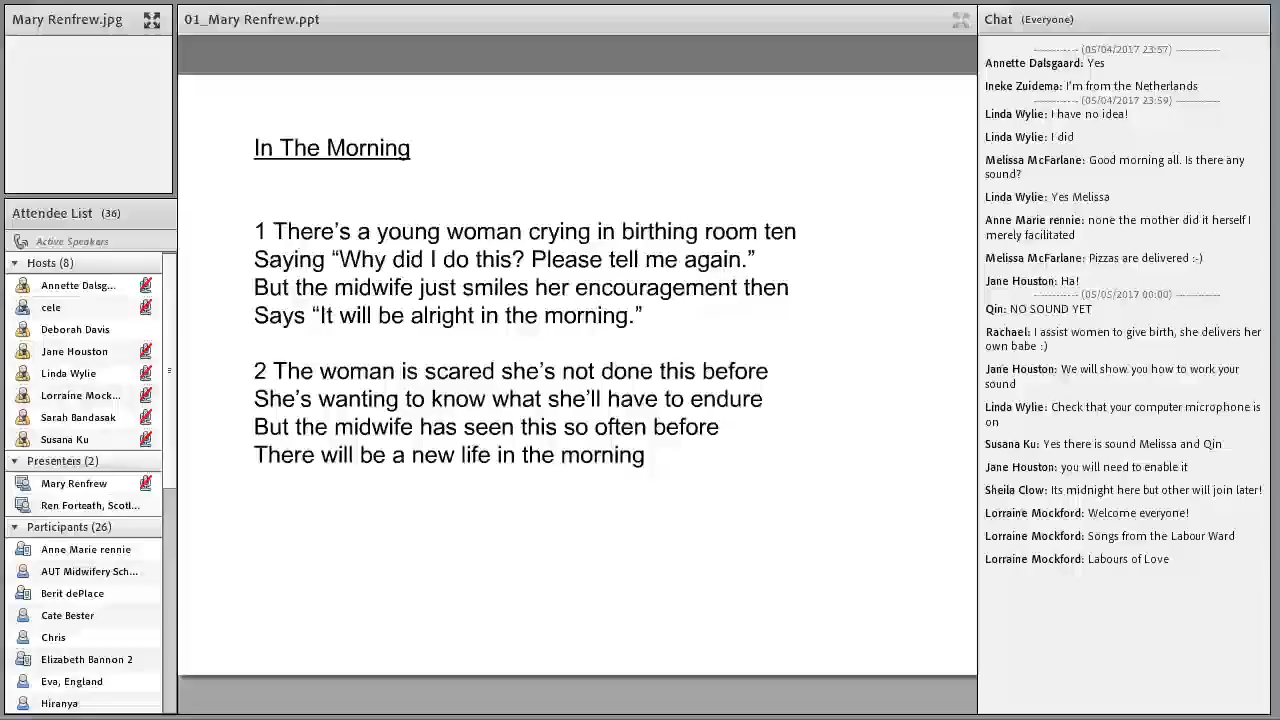 Mary Renfrew.jpg
Attendee List (36)
Active Speakers
Hosts (8)
Annette Dalsg...
cele
Deborah Davis
Jane Houston
Linda Wylie
Lorraine Mock...
Sarah Bandasak
Susana Ku
Presenters (2)
Mary Renfrew
Ren Forteath, Scotl...
Participants (26)
Anne Marie rennie
AUT Midwifery Sch...
Berit dePlace
Cate Bester
Chris
Elizabeth Bannon 2
Eva, England
Hiranya
01_Mary Renfrew.ppt
In The Morning
1 There's a young woman crying in birthing room ten
Saying “Why did I do this? Please tell me again.”
But the midwife just smiles her encouragement then
Says “It will be alright in the morning.”
2 The woman is scared she's not done this before
She's wanting to know what she'll have to endure
But the midwife has seen this so often before
There will be a new life in the morning
Chat (Everyone)
(05/04/2017 23:57)
Annette Dalsgaard: Yes
Ineke Zuidema: I'm from the Netherlands
(05/04/2017 23:59)
Linda Wylie: I have no idea!
Linda Wylie: I did
Melissa McFarlane: Good morning all. Is there any
sound?
Linda Wylie: Yes Melissa
Anne Marie rennie: none the mother did it herself I
merely facilitated
Melissa McFarlane: Pizzas are delivered :-)
Jane Houston: Ha!
(05/05/2017 00:00)
Qin: NO SOUND YET
Rachael: I assist women to give birth, she delivers her
own babe :)
Jane Houston: We will show you how to work your
sound
Linda Wylie: Check that your computer microphone is
on
Susana Ku: Yes there is sound Melissa and Qin
Jane Houston: you will need to enable it
Sheila Clow: Its midnight here but other will join later!
Lorraine Mockford: Welcome everyone!
Lorraine Mockford: Songs from the Labour Ward
Lorraine Mockford: Labours of Love